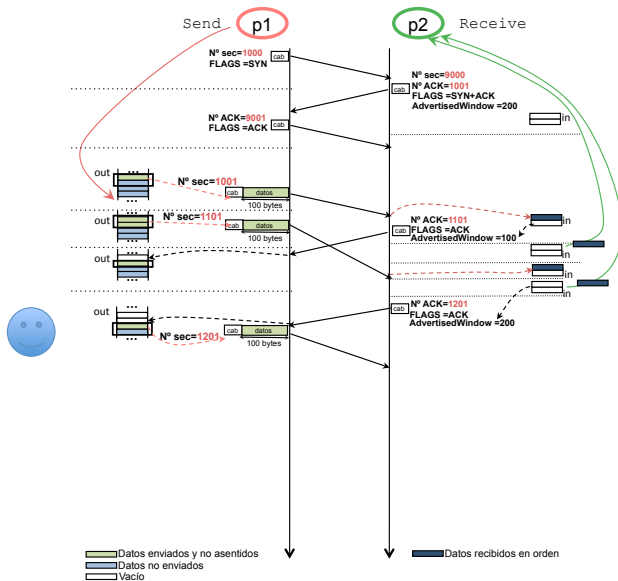 Send p1 p2 Receive
Nº sec=1000
FLAGS =SYN
cab
Nº sec=9000
Nº ACK=1001
cab
FLAGS =SYN+ACK
AdvertisedWindow =200
in
Nº ACK=9001
FLAGS =ACK
cab
out
...
Nº sec=1001
cab datos
...
100 bytes
out
...
Nº sec=1101
cab datos
...
100 bytes
Nº ACK=1101
cab
FLAGS =ACK
AdvertisedWindow =100
in
in
out
...
in
in
out
...
Nº ACK=1201
cab
FLAGS =ACK
AdvertisedWindow =200
Nº sec=1201
cab datos
...
100 bytes
Datos enviados y no asentidos
Datos no enviados
Vacío
Datos recibidos en orden